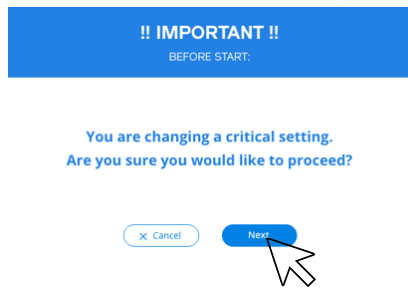 !! IMPORTANT !!
BEFORE START:
You are changing a critical setting.
Are you sure you would like to proceed?
Cancel
Next